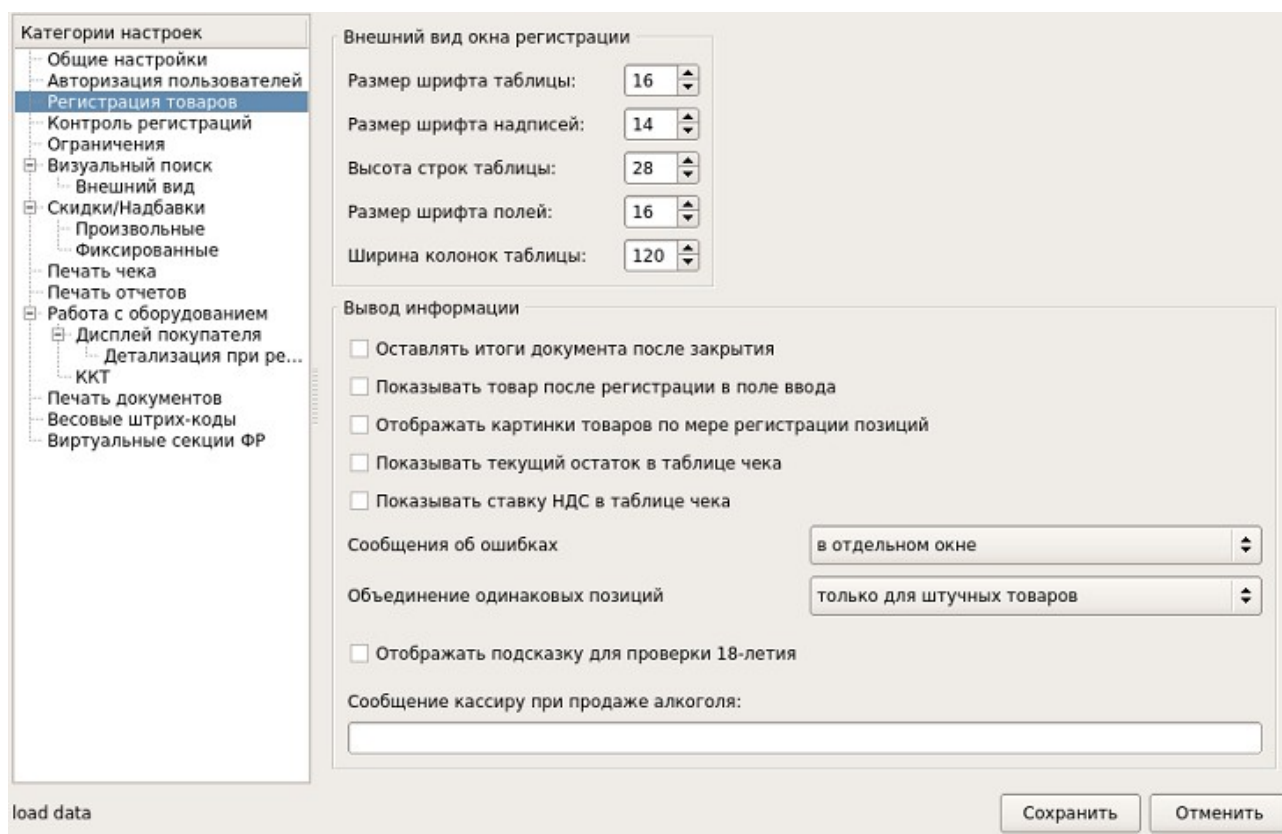 Категории настроек
Общие настройки
Авторизация пользователей
Регистрация товаров
Контроль регистраций
Ограничения
Визуальный поиск
Внешний вид
Скидки/Надбавки
Произвольные
Фиксированные
Печать чека
Печать отчетов
Работа с оборудованием
Дисплей покупателя
Детализация при ре...
ККТ
Печать документов
Весовые штрих-коды
Виртуальные секции ФР
Внешний вид окна регистрации
Размер шрифта таблицы: 16
Размер шрифта надписей: 14
Высота строк таблицы: 28
Размер шрифта полей: 16
Ширина колонок таблицы: 120
Вывод информации
Оставлять итоги документа после закрытия
Показывать товар после регистрации в поле ввода
Отображать картинки товаров по мере регистрации позиций
Показывать текущий остаток в таблице чека
Показывать ставку НДС в таблице чека
Сообщения об ошибках в отдельном окне
Объединение одинаковых позиций только для штучных товаров
Отображать подсказку для проверки 18-летия
Сообщение кассиру при продаже алкоголя:
load data
Сохранить Отменить